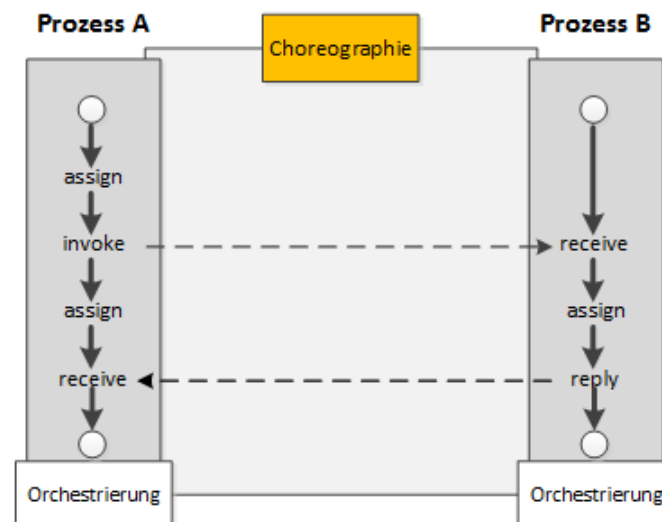 Prozess A
Choreographie
Prozess B
assign
invoke
receive
assign
assign
receive
reply
Orchestrierung
Orchestrierung